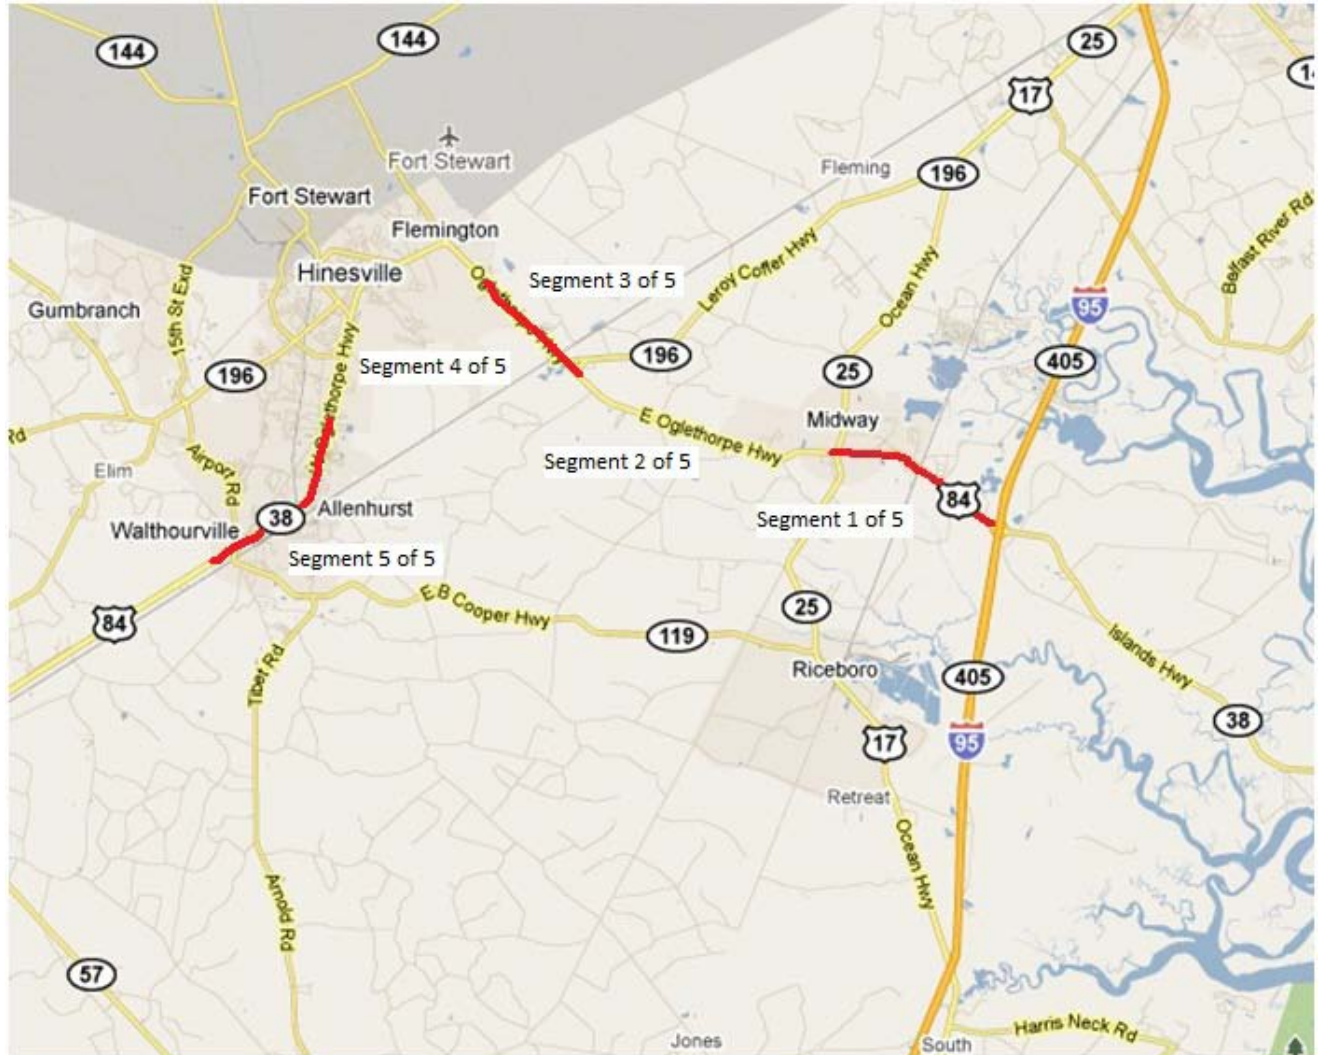 144
144
25
17
14
Fort Stewart
Fleming
196
Fort Stewart
Flemington
Belfast River Rd
Leroy Coffer Hwy
Ocean Hwy
15th St Exd
Hinesville
Segment 3 of 5
Gumbranch
95
196
405
Segment 4 of 5
196
25
Midway
E Oglethorpe Hwy
Rd
Elim
Airport Rd
Segment 2 of 5
84
Allenhurst
38
Walthourville
Segment 1 of 5
Segment 5 of 5
E B Cooper Hwy
84
25
119
Islands Hwy
Riceboro
405
Tibet Rd
38
17
95
Retreat
Ocean Hwy
Arnold Rd
57
Harris Neck Rd
Jones
South